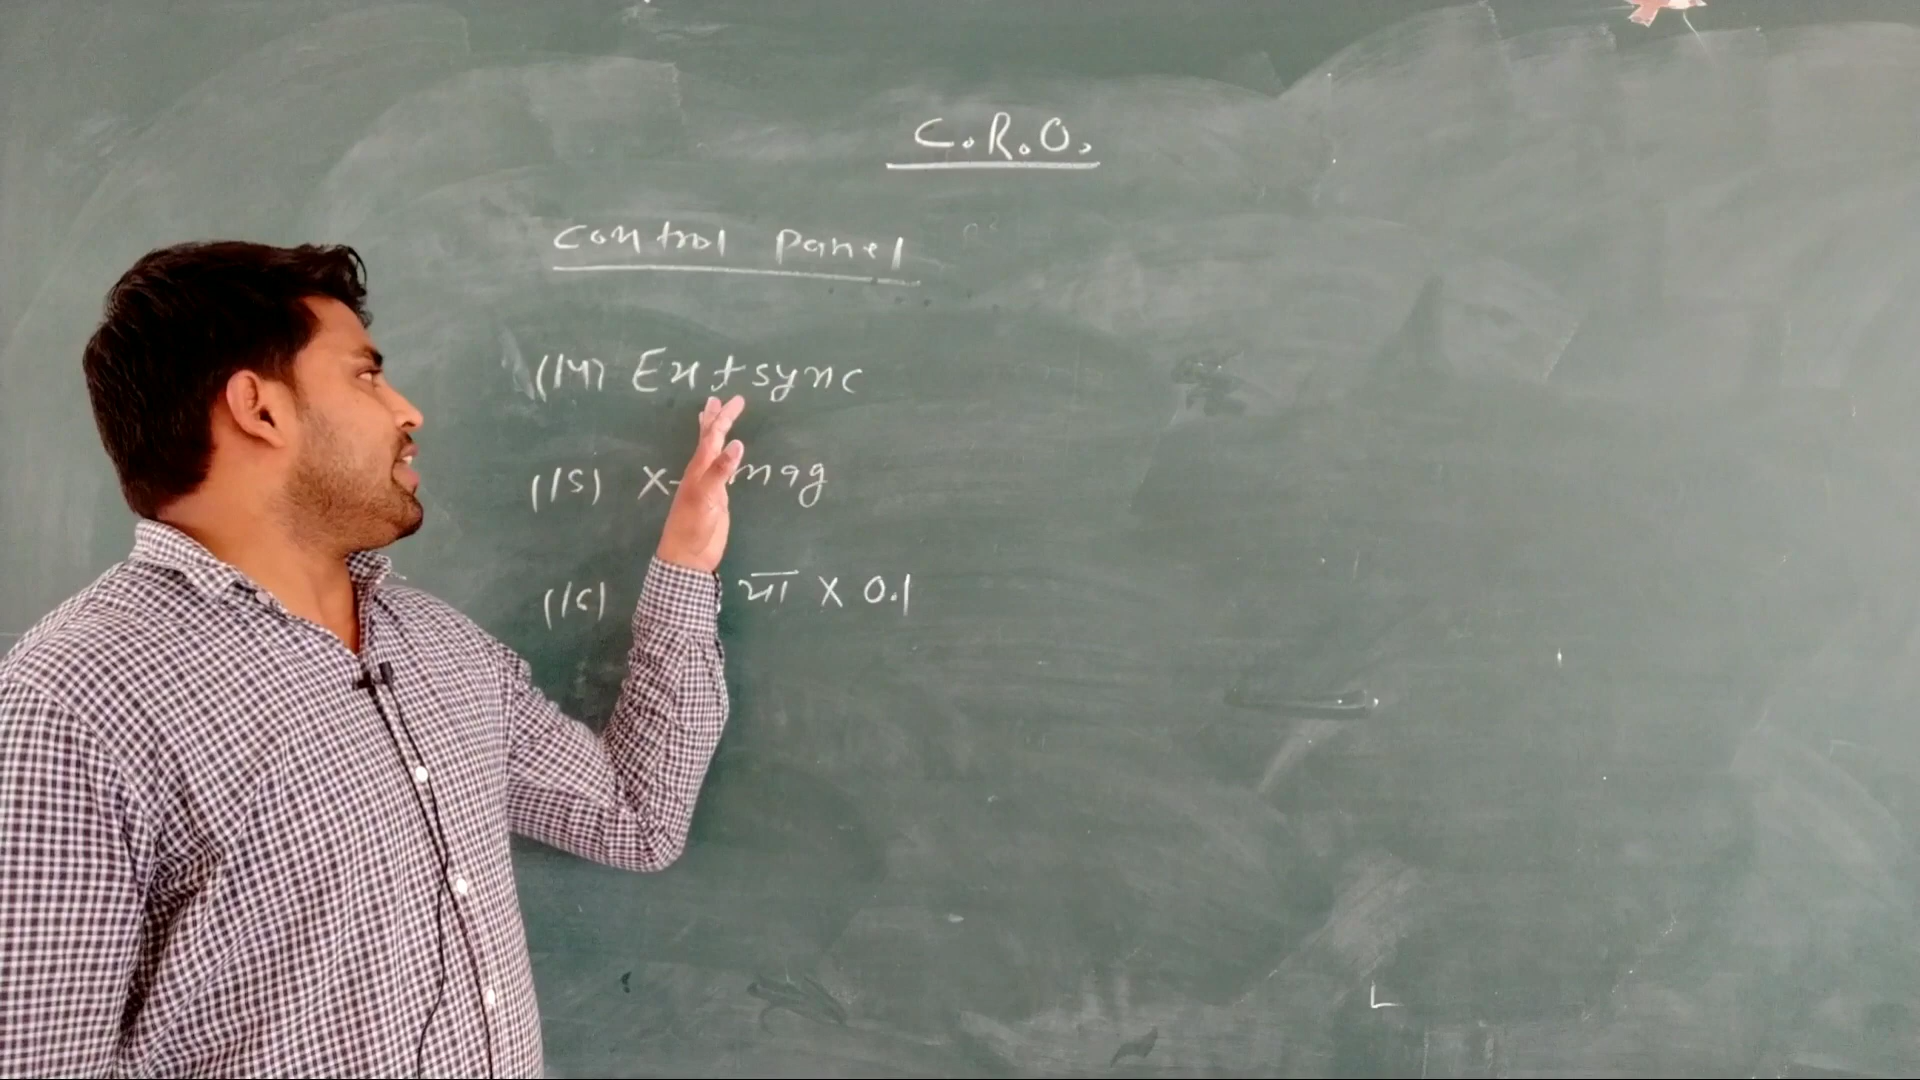 C.R.O.
Control Panel
(14) Ext sync
(15) X- mag
(16) या X 0.1